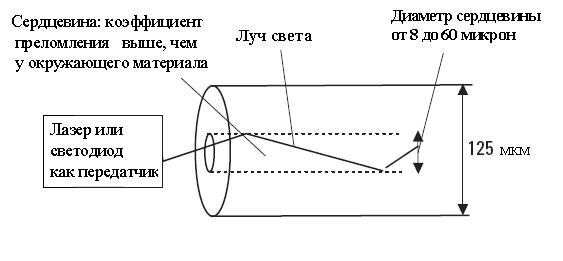 Сердцевина: коэффициент
преломления выше, чем
у окружающего материала
Луч света
Диаметр сердцевины
от 8 до 60 микрон
Лазер или
светодиод
как передатчик
125 мкм